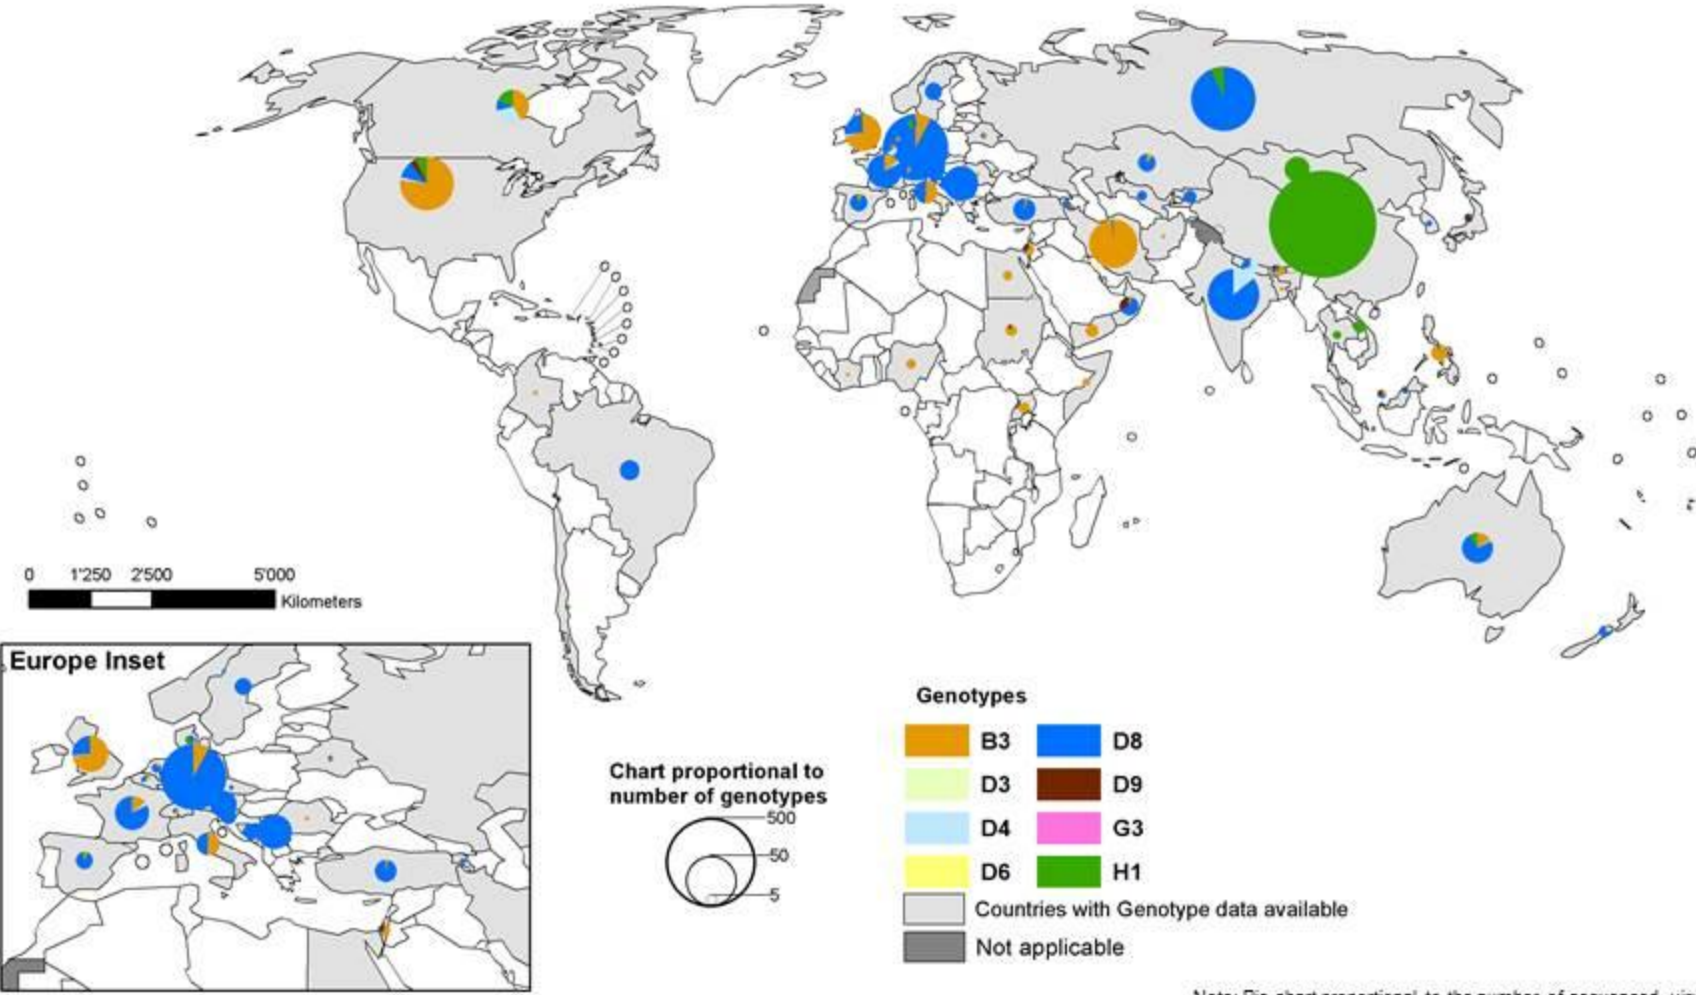 0 1'250 2'500 5'000
Kilometers
Europe Inset
Chart proportional to
number of genotypes
500
50
5
Genotypes
B3 D8
D3 D9
D4 G3
D6 H1
Countries with Genotype data available
Not applicable